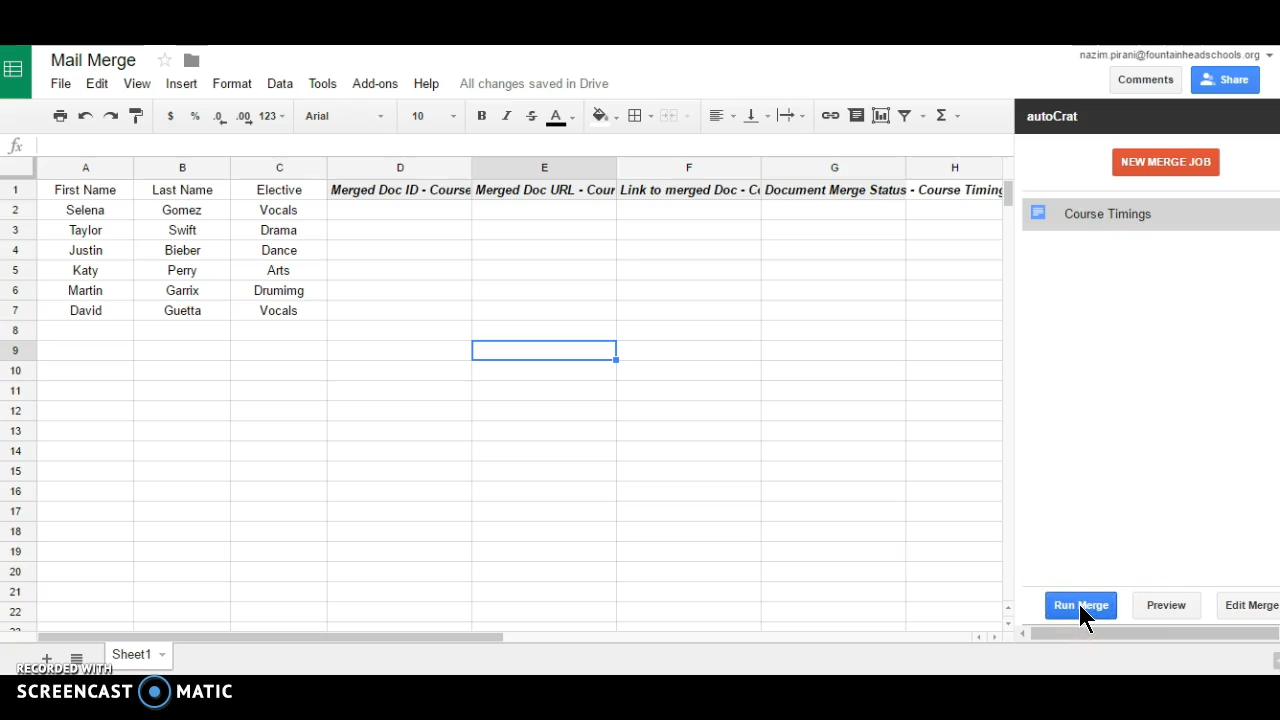 Mail Merge
nazim.pirani@fountainheadschools.org
File Edit View Insert Format Data Tools Add-ons Help All changes saved in Drive
Comments Share
$ % .0 .00 123 Arial 10 B I S A Σ
autoCrat
fx
NEW MERGE JOB
A B C D E F G H
1 First Name Last Name Elective Merged Doc ID - Course Merged Doc URL - Cour Link to merged Doc - Co Document Merge Status - Course Timing
2 Selena Gomez Vocals
Course Timings
3 Taylor Swift Drama
4 Justin Bieber Dance
5 Katy Perry Arts
6 Martin Garrix Drumimg
7 David Guetta Vocals
8
9
10
11
12
13
14
15
16
17
18
19
20
21
22
Run Merge Preview Edit Merge
Sheet1
RECORDED WITH
SCREENCAST MATIC